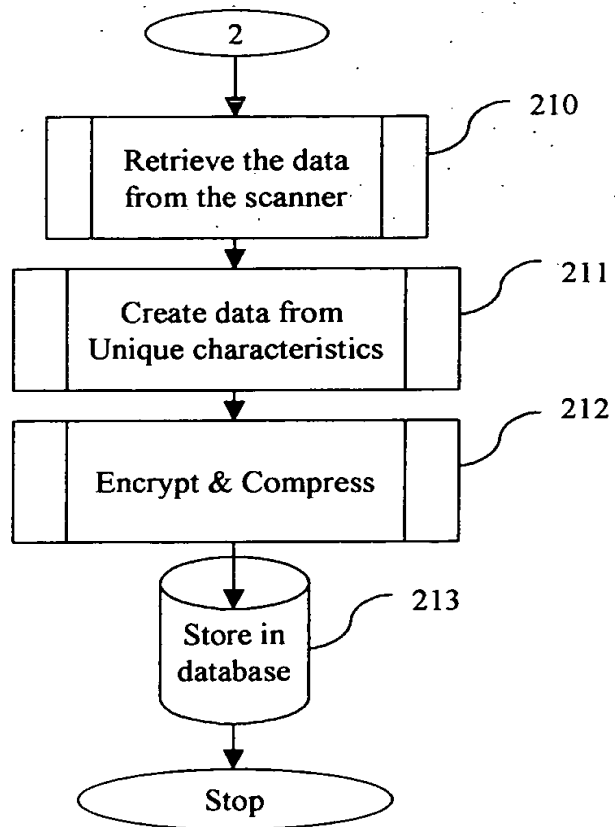 2
210
Retrieve the data
from the scanner
211
Create data from
Unique characteristics
212
Encrypt & Compress
213
Store in
database
Stop